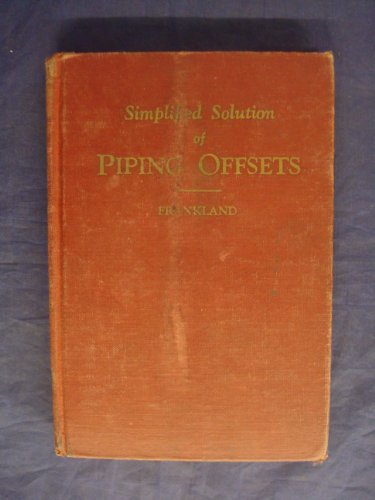 Simplified Solution
of
PIPING OFFSETS
FRANKLAND